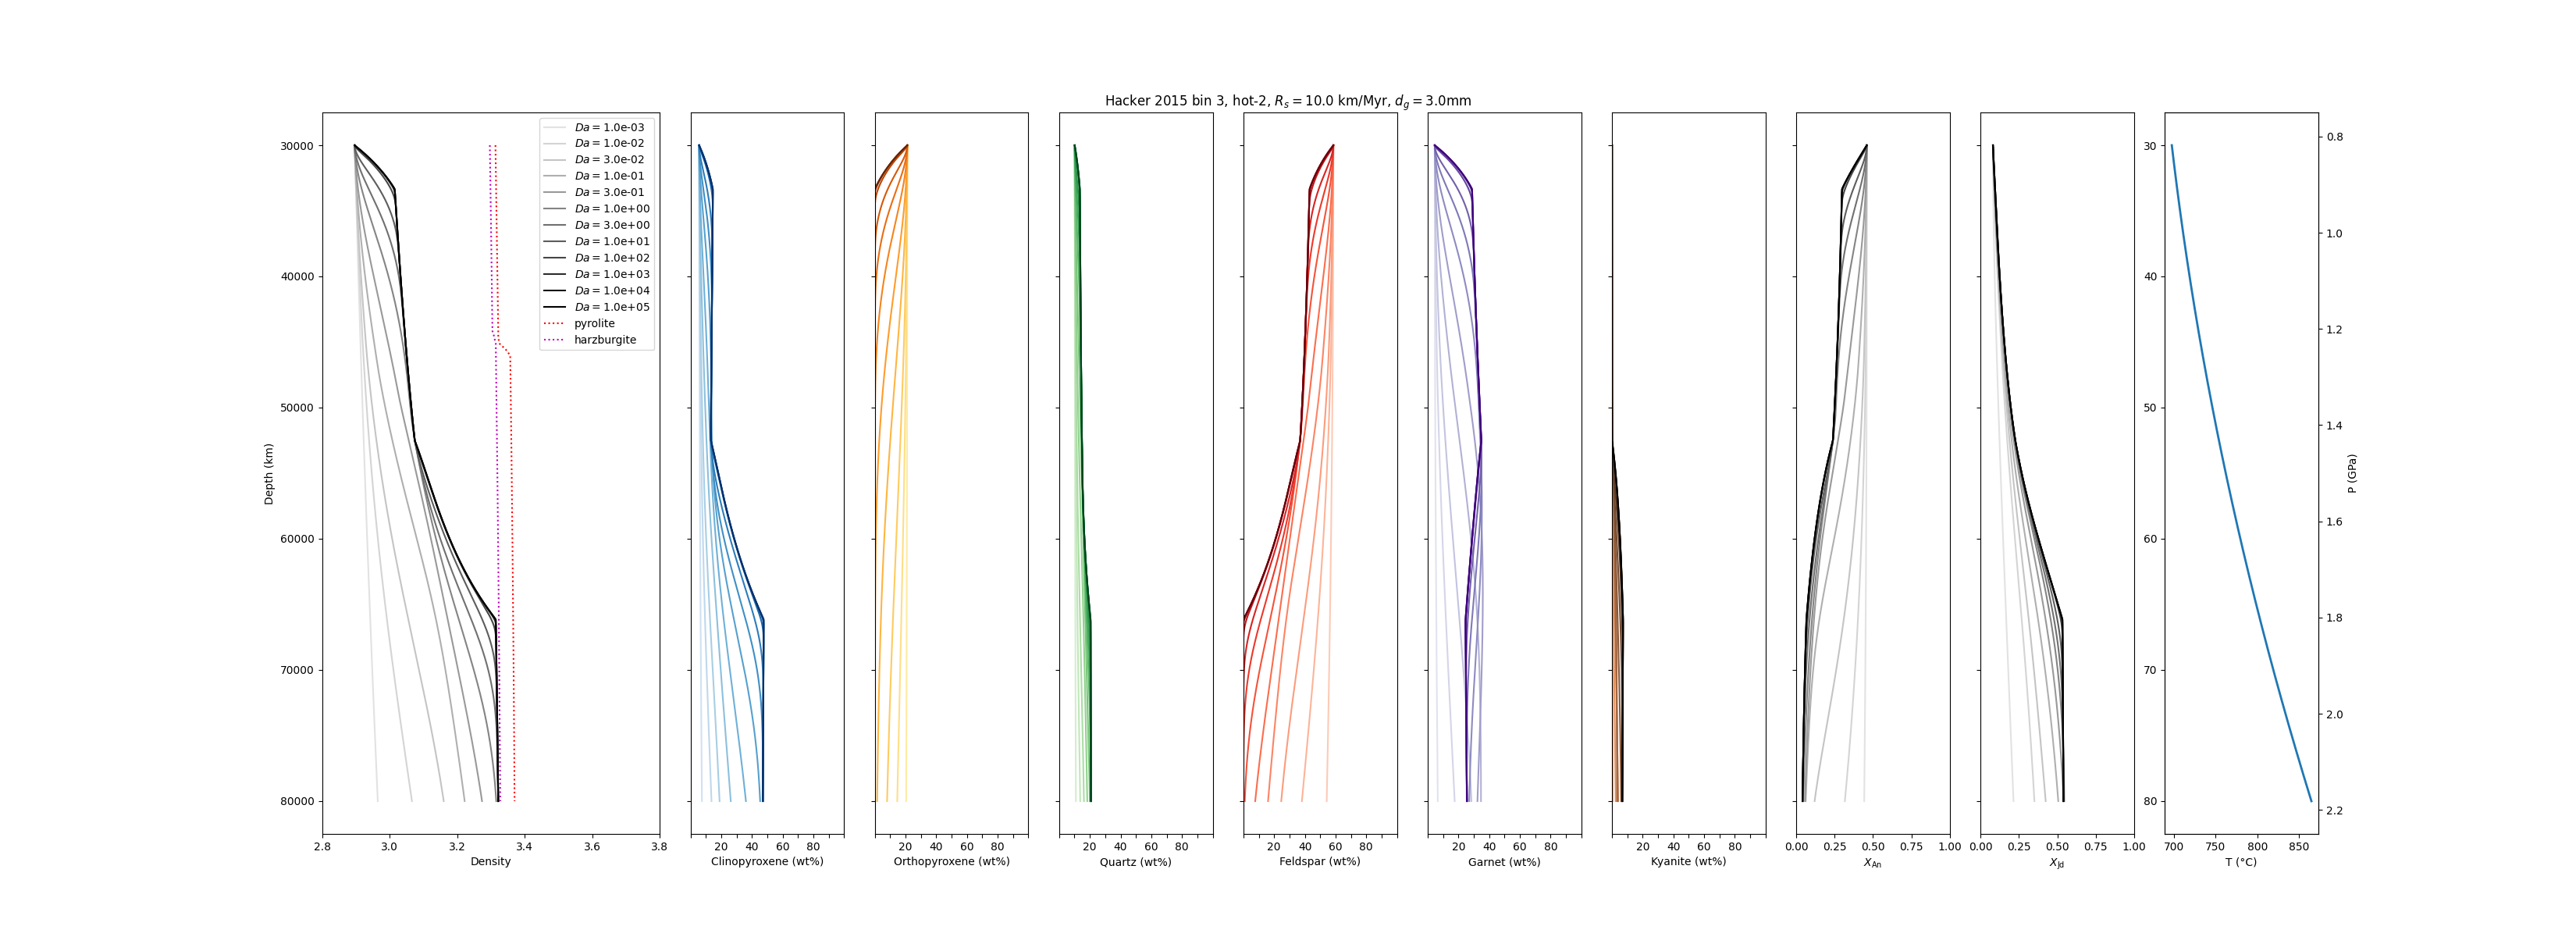 Hacker 2015 bin 3, hot-2, R_s = 10.0 km/Myr, d_g = 3.0mm
Da = 1.0e-03
Da = 1.0e-02
Da = 3.0e-02
Da = 1.0e-01
Da = 3.0e-01
Da = 1.0e+00
Da = 3.0e+00
Da = 1.0e+01
Da = 1.0e+02
Da = 1.0e+03
Da = 1.0e+04
Da = 1.0e+05
pyrolite
harzburgite
Depth (km)
30000
40000
50000
60000
70000
80000
2.8 3.0 3.2 3.4 3.6 3.8
Density
20 40 60 80
Clinopyroxene (wt%)
20 40 60 80
Orthopyroxene (wt%)
20 40 60 80
Quartz (wt%)
20 40 60 80
Feldspar (wt%)
20 40 60 80
Garnet (wt%)
20 40 60 80
Kyanite (wt%)
0.00 0.25 0.50 0.75 1.00
X_An
0.00 0.25 0.50 0.75 1.00
X_Jd
30
40
50
60
70
80
700 750 800 850
T (°C)
0.8
1.0
1.2
1.4
1.6
1.8
2.0
2.2
P (GPa)